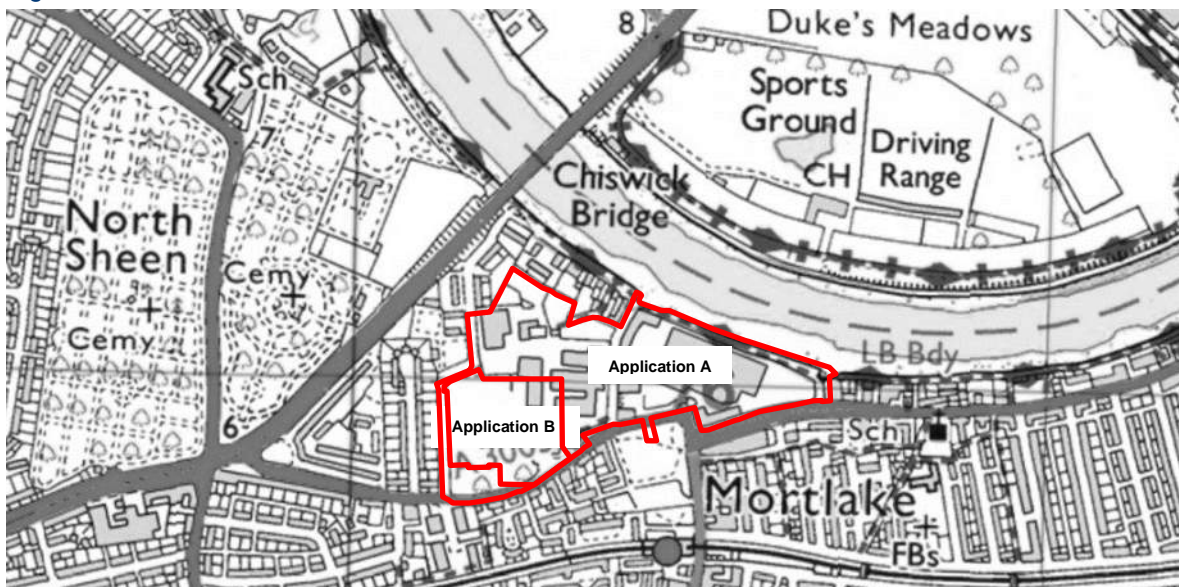 8
Duke's Meadows
Sch
Sports
Ground
Driving
Range
CH
7
Chiswick
Bridge
North
Sheen
Cemy
Cemy
LB Bdy
Application A
Application B
6
Sch
Mortlake
FBs